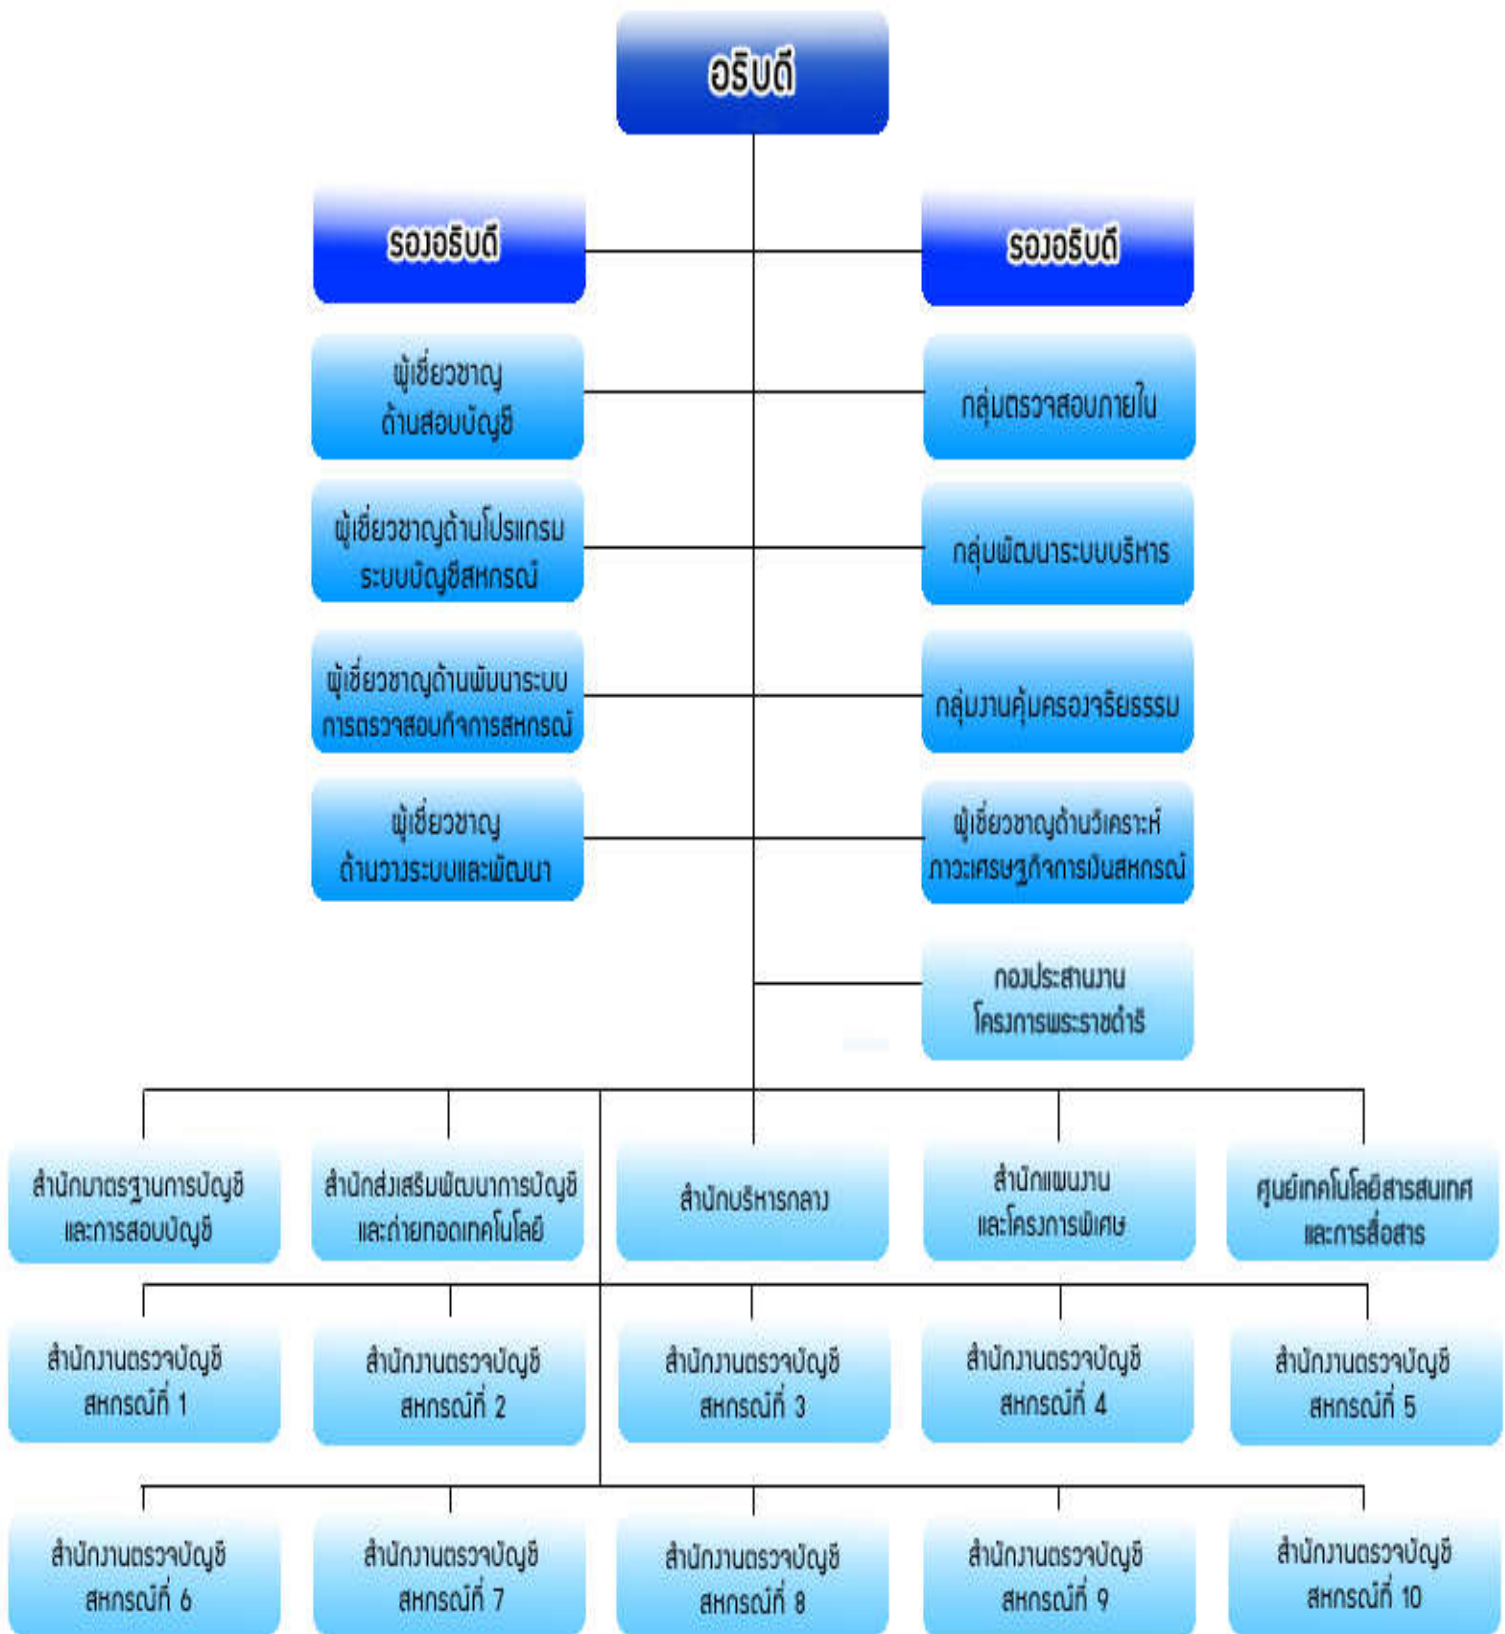 อธิบดี
รองอธิบดี
รองอธิบดี
ผู้เชี่ยวชาญ
ด้านสอบบัญชี
กลุ่มตรวจสอบภายใน
ผู้เชี่ยวชาญด้านโปรแกรม
ระบบบัญชีสหกรณ์
กลุ่มพัฒนาระบบบริหาร
ผู้เชี่ยวชาญด้านพัฒนาระบบ
การตรวจสอบกิจการสหกรณ์
กลุ่มงานคุ้มครองจริยธรรม
ผู้เชี่ยวชาญ
ด้านวางระบบและพัฒนา
ผู้เชี่ยวชาญด้านวิเคราะห์
ภาวะเศรษฐกิจการเงินสหกรณ์
กองประสานงาน
โครงการพระราชดำริ
สำนักมาตรฐานการบัญชี
และการสอบบัญชี
สำนักส่งเสริมพัฒนาการบัญชี
และถ่ายทอดเทคโนโลยี
สำนักบริหารกลาง
สำนักแผนงาน
และโครงการพิเศษ
ศูนย์เทคโนโลยีสารสนเทศ
และการสื่อสาร
สำนักงานตรวจบัญชี
สหกรณ์ที่ 1
สำนักงานตรวจบัญชี
สหกรณ์ที่ 2
สำนักงานตรวจบัญชี
สหกรณ์ที่ 3
สำนักงานตรวจบัญชี
สหกรณ์ที่ 4
สำนักงานตรวจบัญชี
สหกรณ์ที่ 5
สำนักงานตรวจบัญชี
สหกรณ์ที่ 6
สำนักงานตรวจบัญชี
สหกรณ์ที่ 7
สำนักงานตรวจบัญชี
สหกรณ์ที่ 8
สำนักงานตรวจบัญชี
สหกรณ์ที่ 9
สำนักงานตรวจบัญชี
สหกรณ์ที่ 10